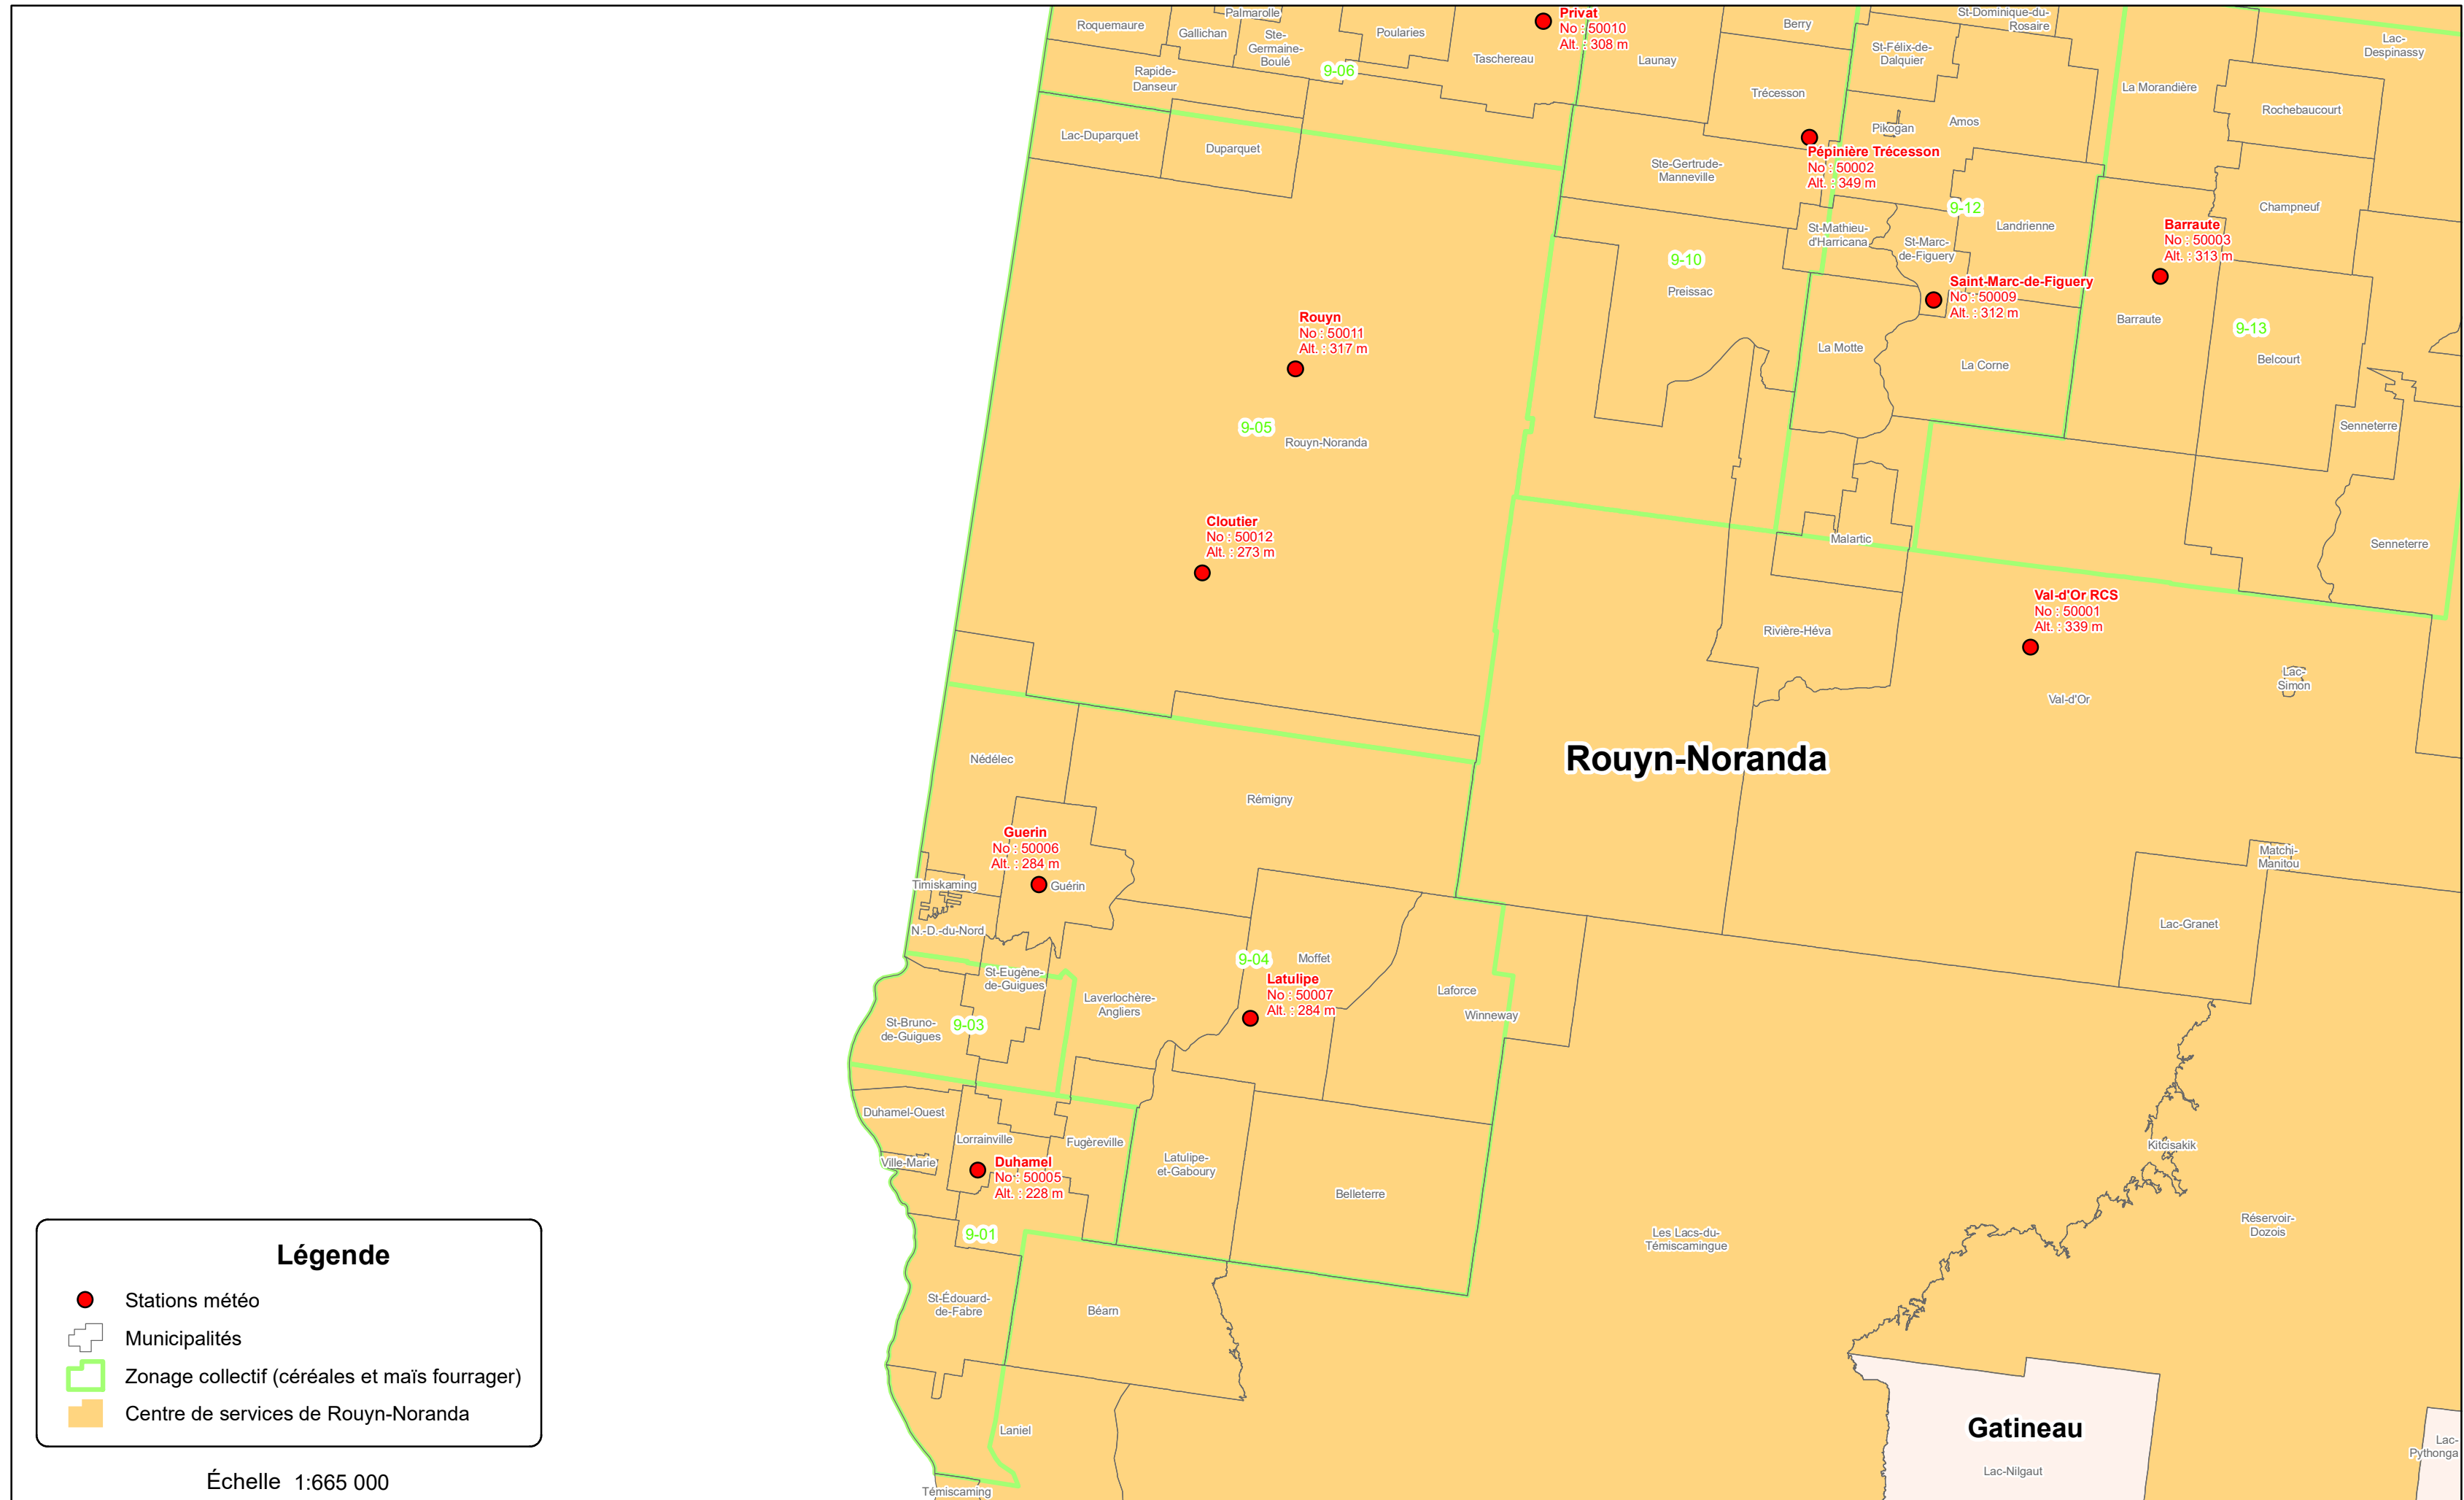 Roquemaure
Palmarolle
Gallichan
Ste-
Germaine-
Boulé
Poularies
Privat
No : 50010
Alt. : 308 m
Taschereau
Launay
Berry
St-Dominique-du-
Rosaire
St-Félix-de-
Dalquier
Lac-
Despinassy
Rapide-
Danseur
9-06
Trécesson
La Morandière
Rochebaucourt
Lac-Duparquet
Duparquet
Pikogan
Amos
Pépinière Trécesson
No : 50002
Alt. : 349 m
Ste-Gertrude-
Manneville
9-12
Champneuf
St-Mathieu-
d'Harricana
St-Marc-
de-Figuery
Landrienne
Barraute
No : 50003
Alt. : 313 m
9-10
Preissac
Saint-Marc-de-Figuery
No : 50009
Alt. : 312 m
Barraute
9-13
Belcourt
Rouyn
No : 50011
Alt. : 317 m
La Motte
La Corne
9-05
Rouyn-Noranda
Senneterre
Cloutier
No : 50012
Alt. : 273 m
Malartic
Senneterre
Val-d'Or RCS
No : 50001
Alt. : 339 m
Rivière-Héva
Lac-
Simon
Val-d'Or
Rouyn-Noranda
Nédélec
Rémigny
Guerin
No : 50006
Alt. : 284 m
Guérin
Timiskaming
Matchi-
Manitou
N.-D.-du-Nord
Lac-Granet
9-04
Moffet
St-Eugène-
de-Guigues
Latulipe
No : 50007
Alt. : 284 m
Laverlochère-
Angliers
Laforce
Winneway
St-Bruno-
de-Guigues
9-03
Duhamel-Ouest
Lorrainville
Fugèreville
Ville-Marie
Duhamel
No : 50005
Alt. : 228 m
Latulipe-
et-Gaboury
Belleterre
Kitcisakik
9-01
Les Lacs-du-
Témiscamingue
Réservoir-
Dozois
St-Édouard-
de-Fabre
Béarn
Laniel
Témiscaming
Gatineau
Lac-Nilgaut
Lac-
Pythonga
Légende
Stations météo
Municipalités
Zonage collectif (céréales et maïs fourrager)
Centre de services de Rouyn-Noranda
Échelle 1:665 000